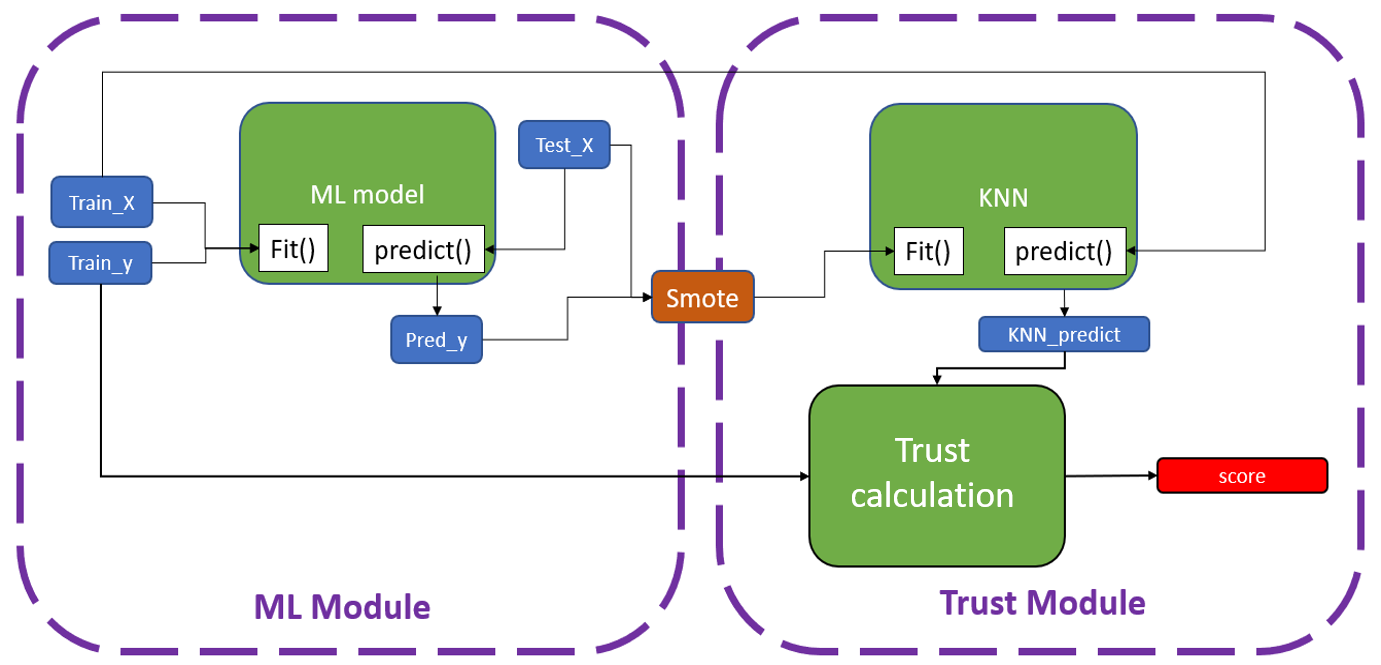 Train_X
Train_y
ML model
Fit()
predict()
Test_X
Pred_y
Smote
KNN
Fit()
predict()
KNN_predict
Trust
calculation
score
ML Module
Trust Module